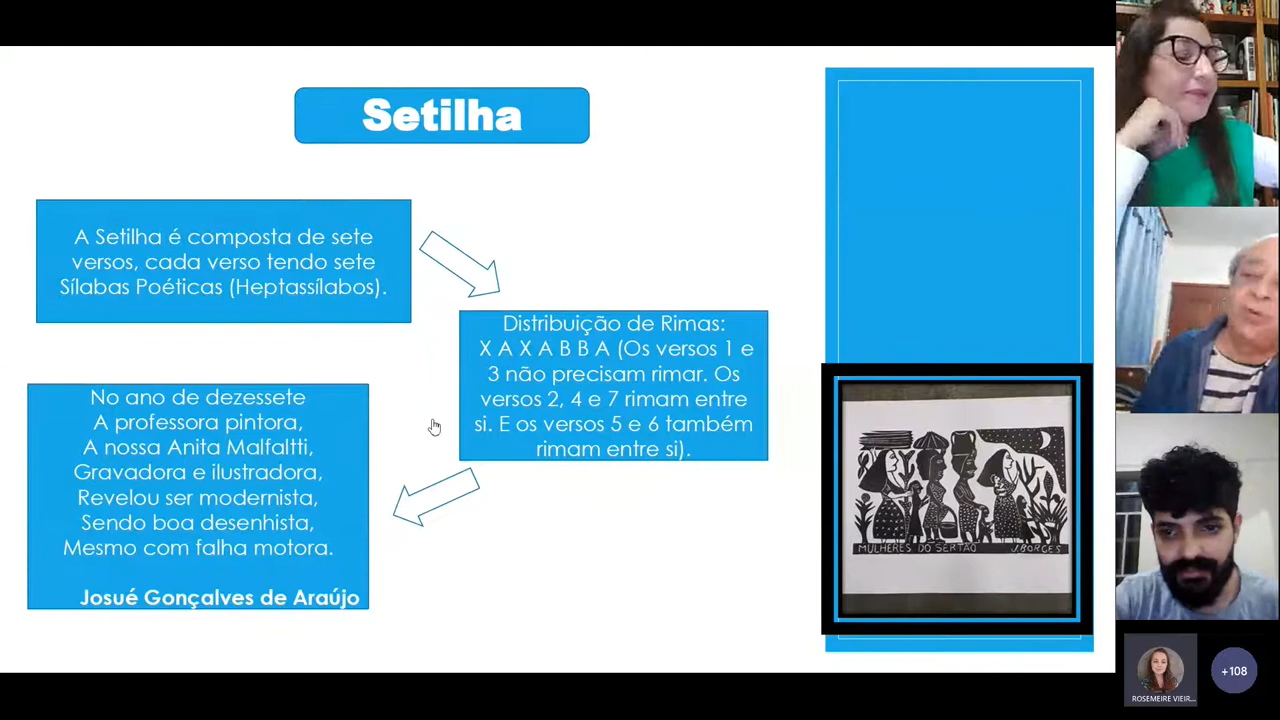 Setilha
A Setilha é composta de sete
versos, cada verso tendo sete
Sílabas Poéticas (Heptassílabos).
Distribuição de Rimas:
X A X A B B A (Os versos 1 e
3 não precisam rimar. Os
versos 2, 4 e 7 rimam entre
si. E os versos 5 e 6 também
rimam entre si).
No ano de dezessete
A professora pintora,
A nossa Anita Malfaltti,
Gravadora e ilustradora,
Revelou ser modernista,
Sendo boa desenhista,
Mesmo com falha motora.
Josué Gonçalves de Araújo
MULHERES DO SERTÃO J.BORGES
ROSEMEIRE VIEIR...
+108